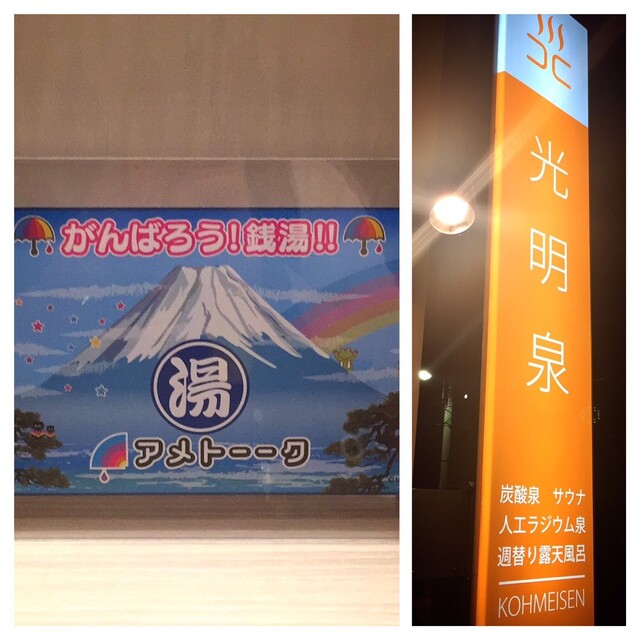 がんばろう!銭湯!!
湯
アメトーーク
光明泉
炭酸泉 サウナ
人工ラジウム泉
週替り露天風呂
KOHMEISEN